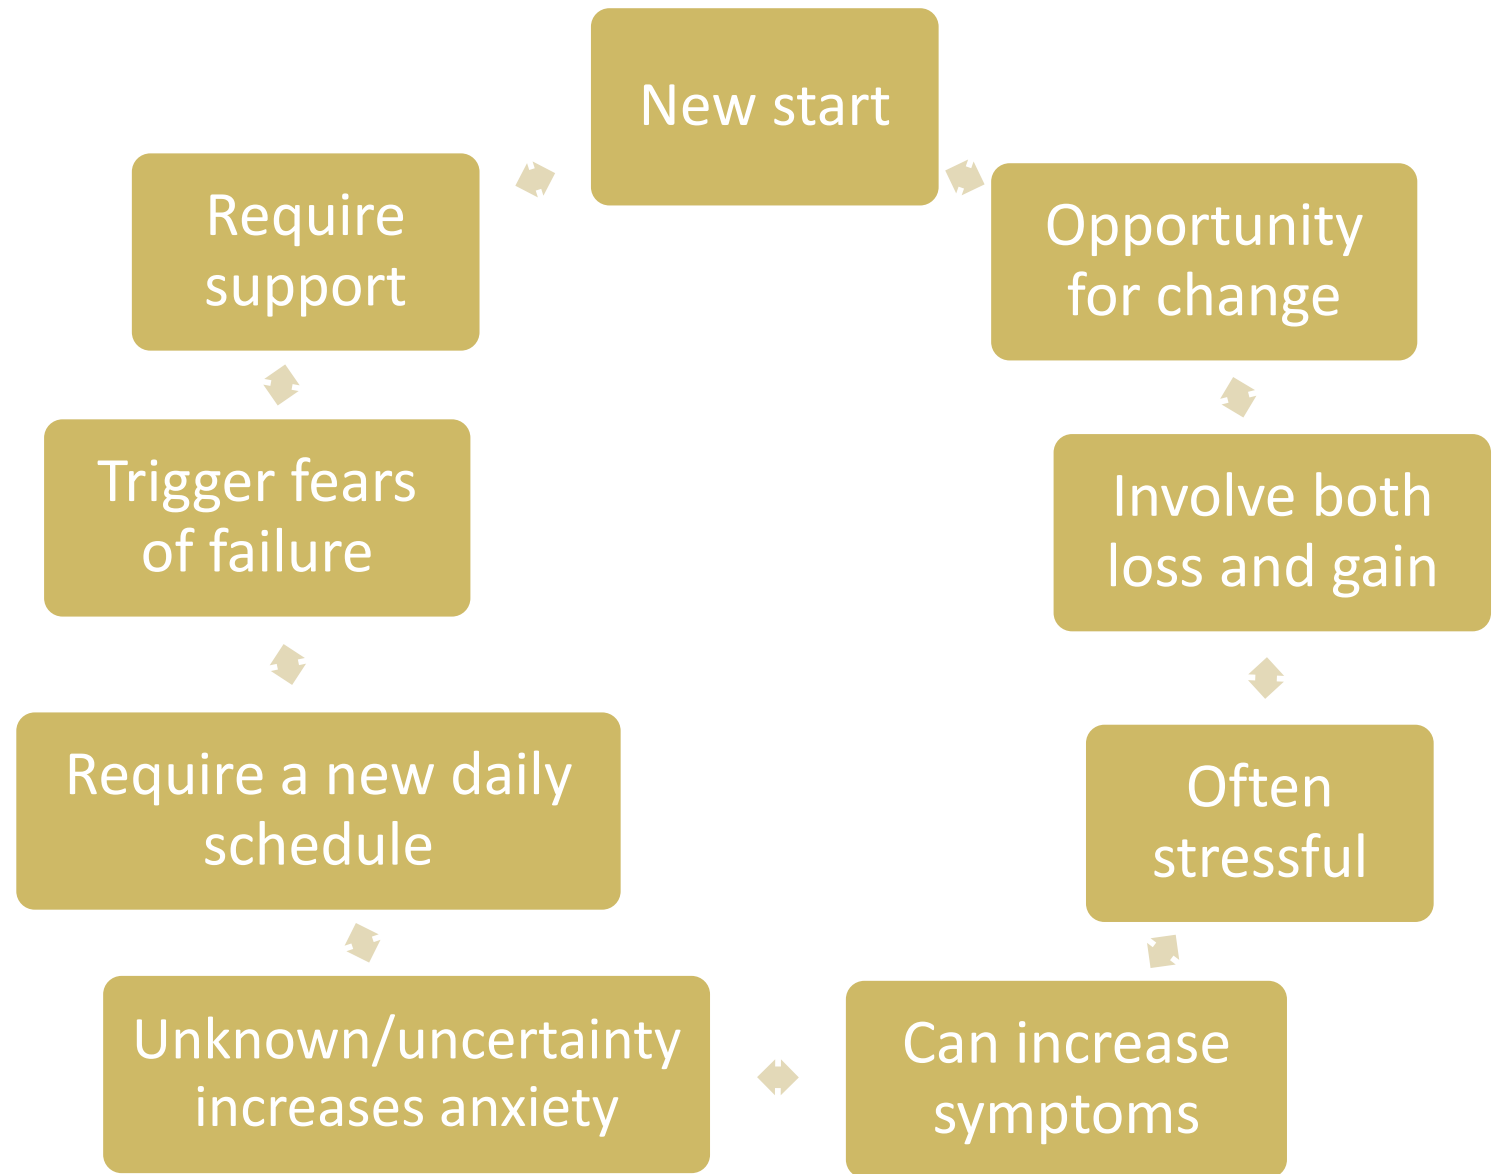 New start
Opportunity
for change
Involve both
loss and gain
Often
stressful
Can increase
symptoms
Unknown/uncertainty
increases anxiety
Require a new daily
schedule
Trigger fears
of failure
Require
support